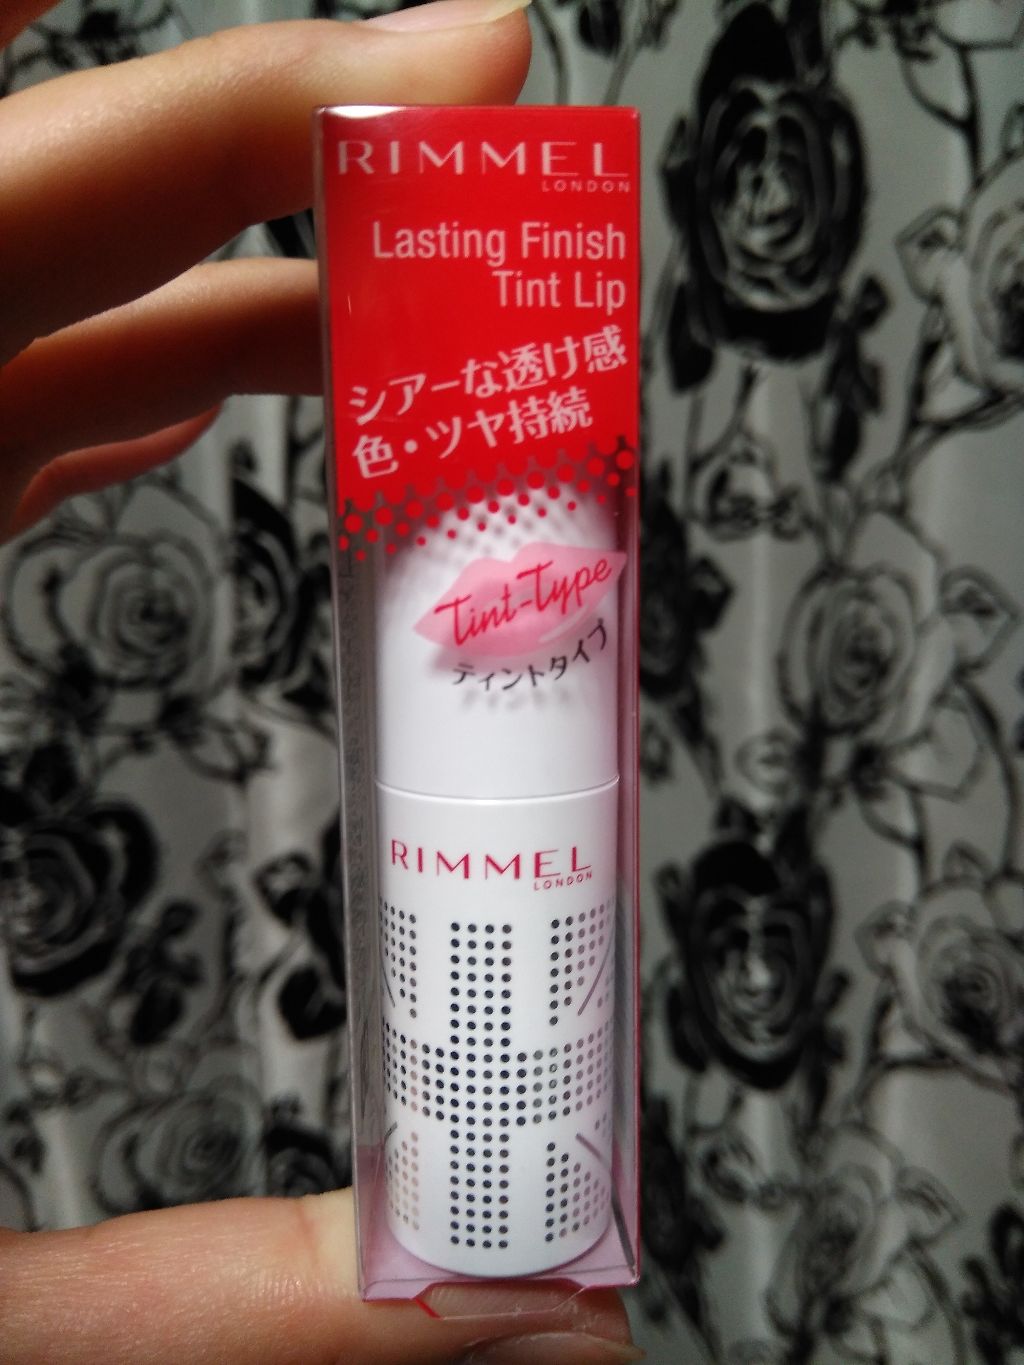 RIMMEL
LONDON
Lasting Finish
Tint Lip
シアーな透け感
色・ツヤ持続
Tint-Type
ティントタイプ
RIMMEL
LONDON